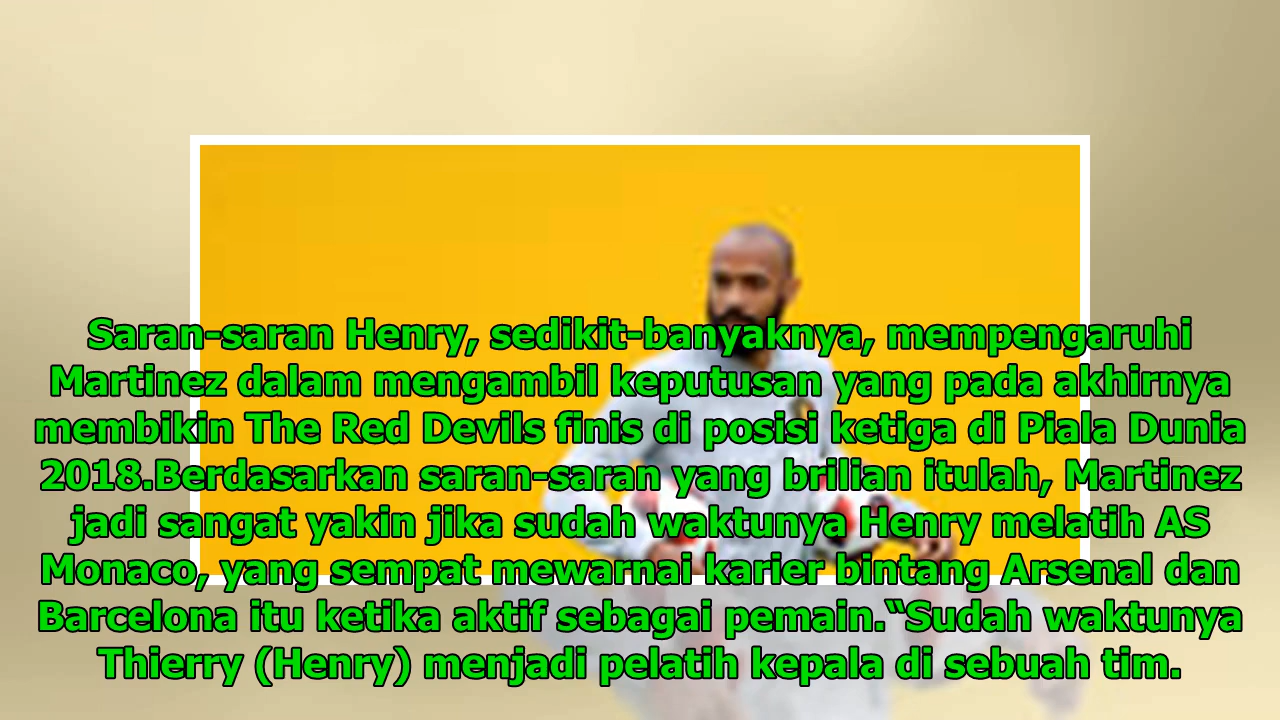 Saran-saran Henry, sedikit-banyaknya, mempengaruhi
Martinez dalam mengambil keputusan yang pada akhirnya
membikin The Red Devils finis di posisi ketiga di Piala Dunia
2018.Berdasarkan saran-saran yang brilian itulah, Martinez
jadi sangat yakin jika sudah waktunya Henry melatih AS
Monaco, yang sempat mewarnai karier bintang Arsenal dan
Barcelona itu ketika aktif sebagai pemain.“Sudah waktunya
Thierry (Henry) menjadi pelatih kepala di sebuah tim.